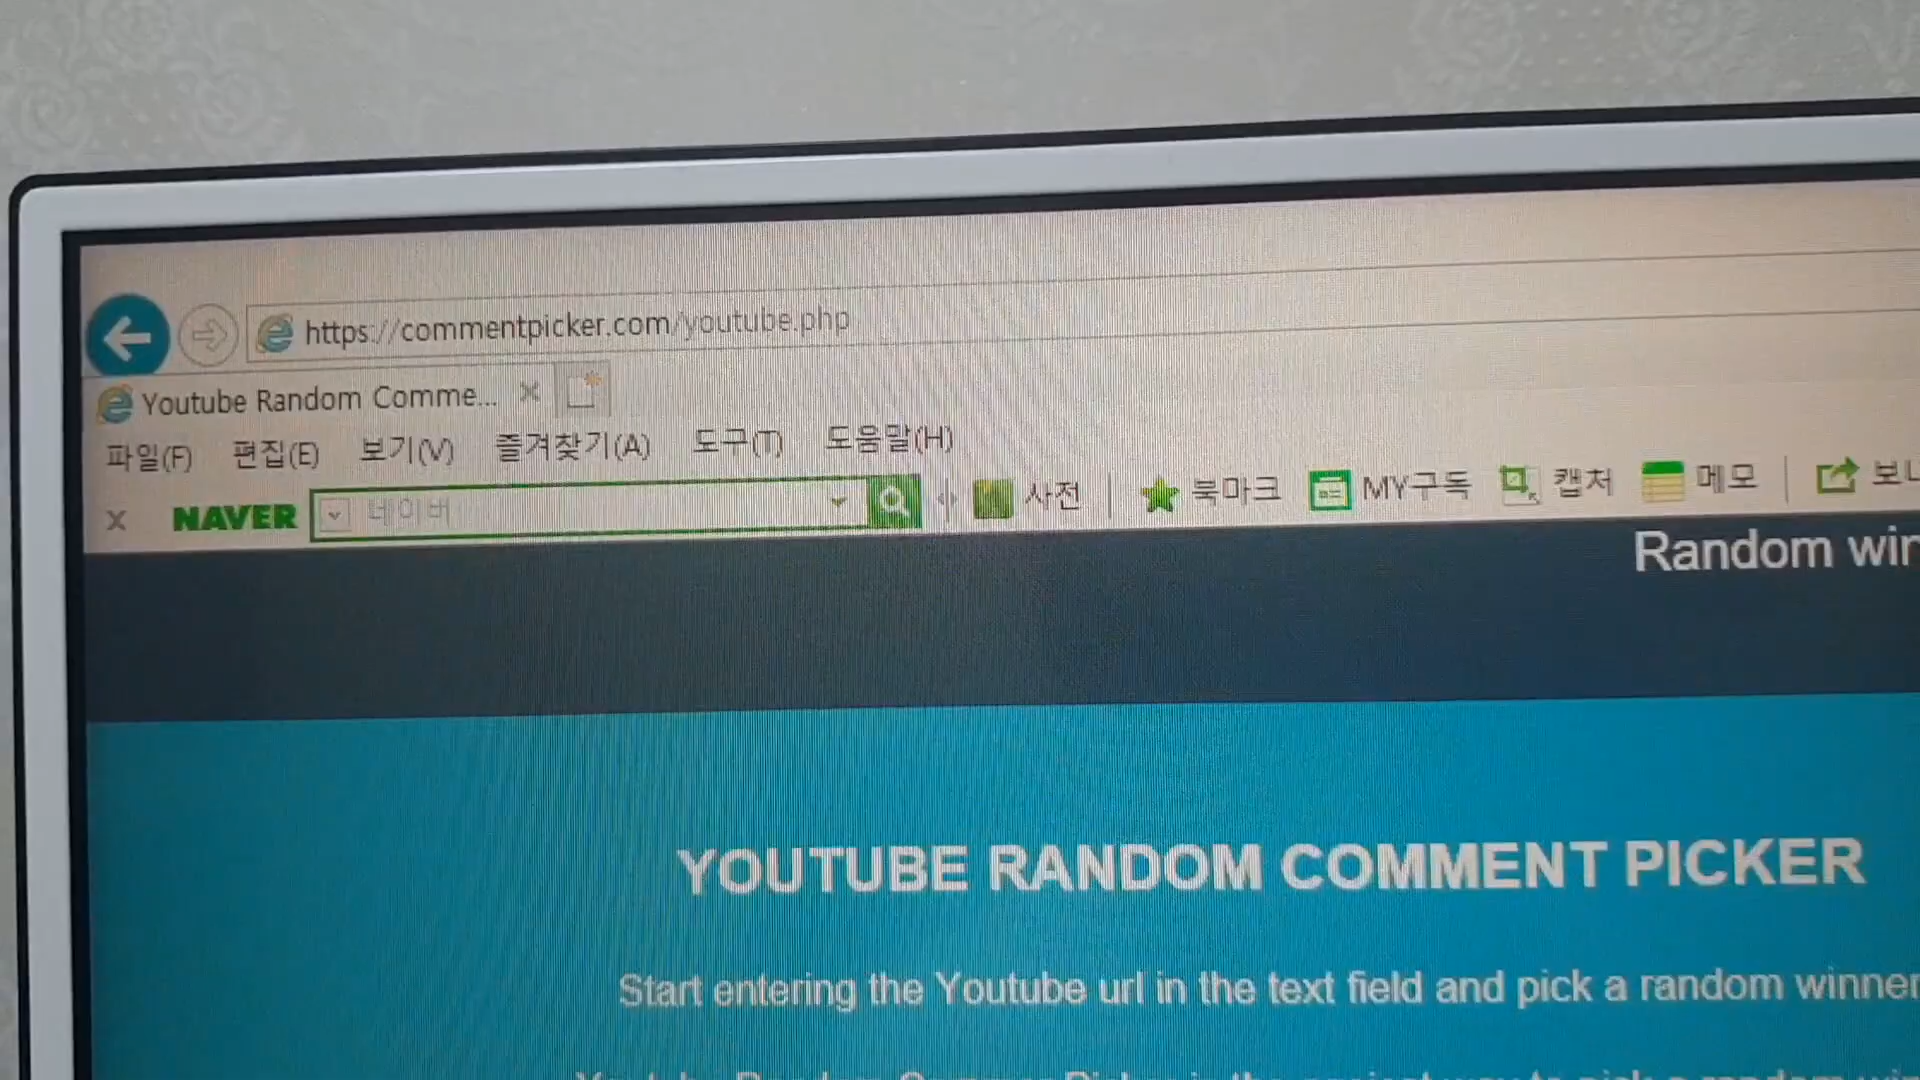 https://commentpicker.com/youtube.php
Youtube Random Comme...
파일(F) 편집(E) 보기(V) 즐겨찾기(A) 도구(T) 도움말(H)
x NAVER 네이버 사전 북마크 MY구독 캡처 메모 보
Random win
YOUTUBE RANDOM COMMENT PICKER
Start entering the Youtube url in the text field and pick a random winner